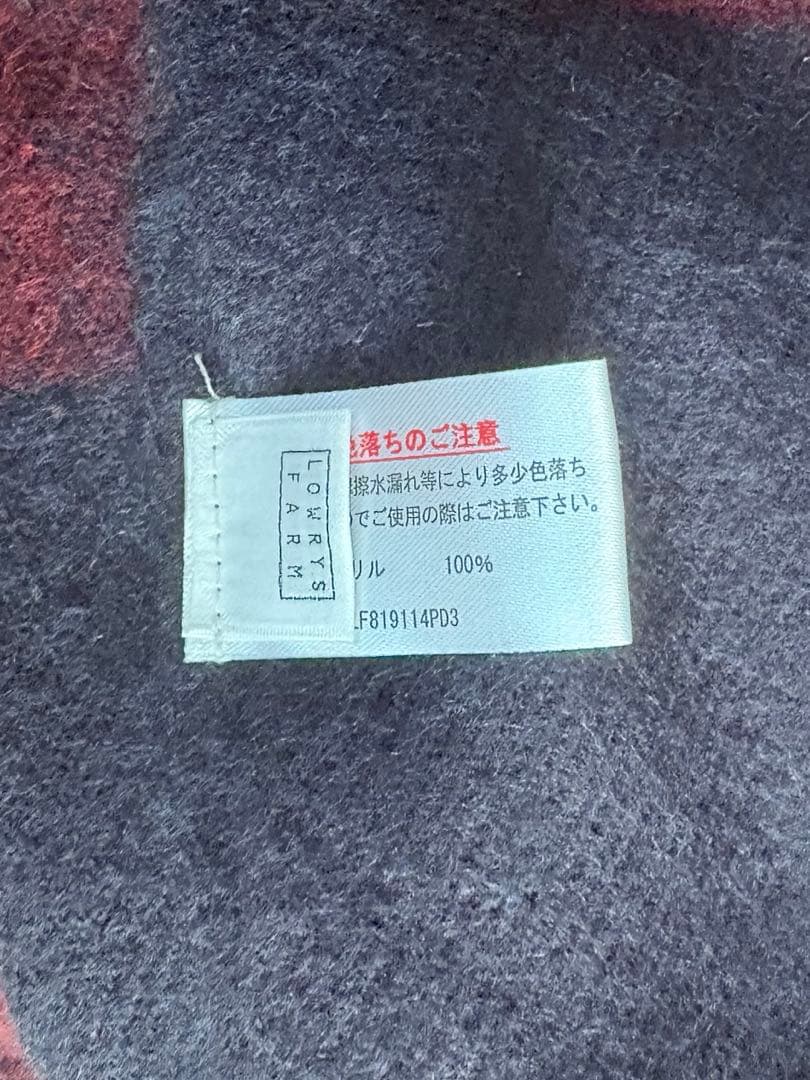 LOWRYS
FARM
色落ちのご注意
擦水漏れ等により多少色落ち
のでご使用の際はご注意下さい。
リル 100%
LF819114PD3